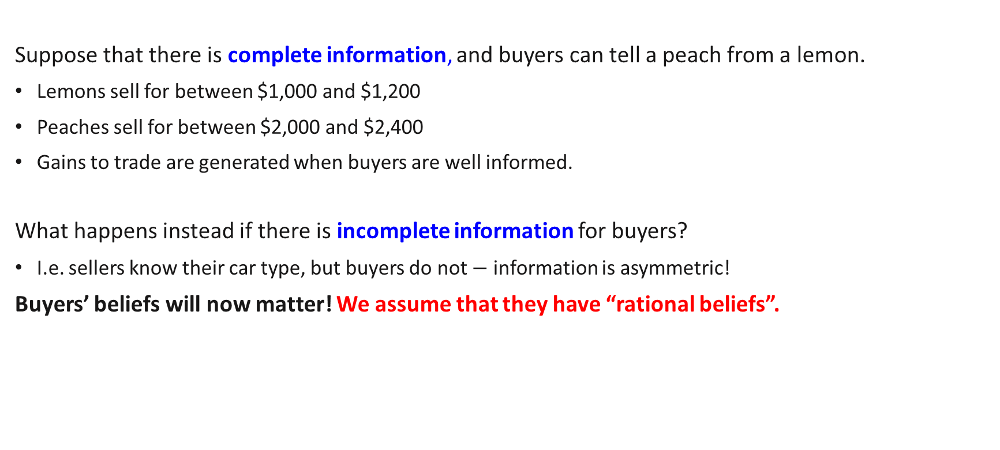 Suppose that there is complete information, and buyers can tell a peach from a lemon.
• Lemons sell for between $1,000 and $1,200
• Peaches sell for between $2,000 and $2,400
• Gains to trade are generated when buyers are well informed.
What happens instead if there is incomplete information for buyers?
• I.e. sellers know their car type, but buyers do not – information is asymmetric!
Buyers’ beliefs will now matter! We assume that they have “rational beliefs”.